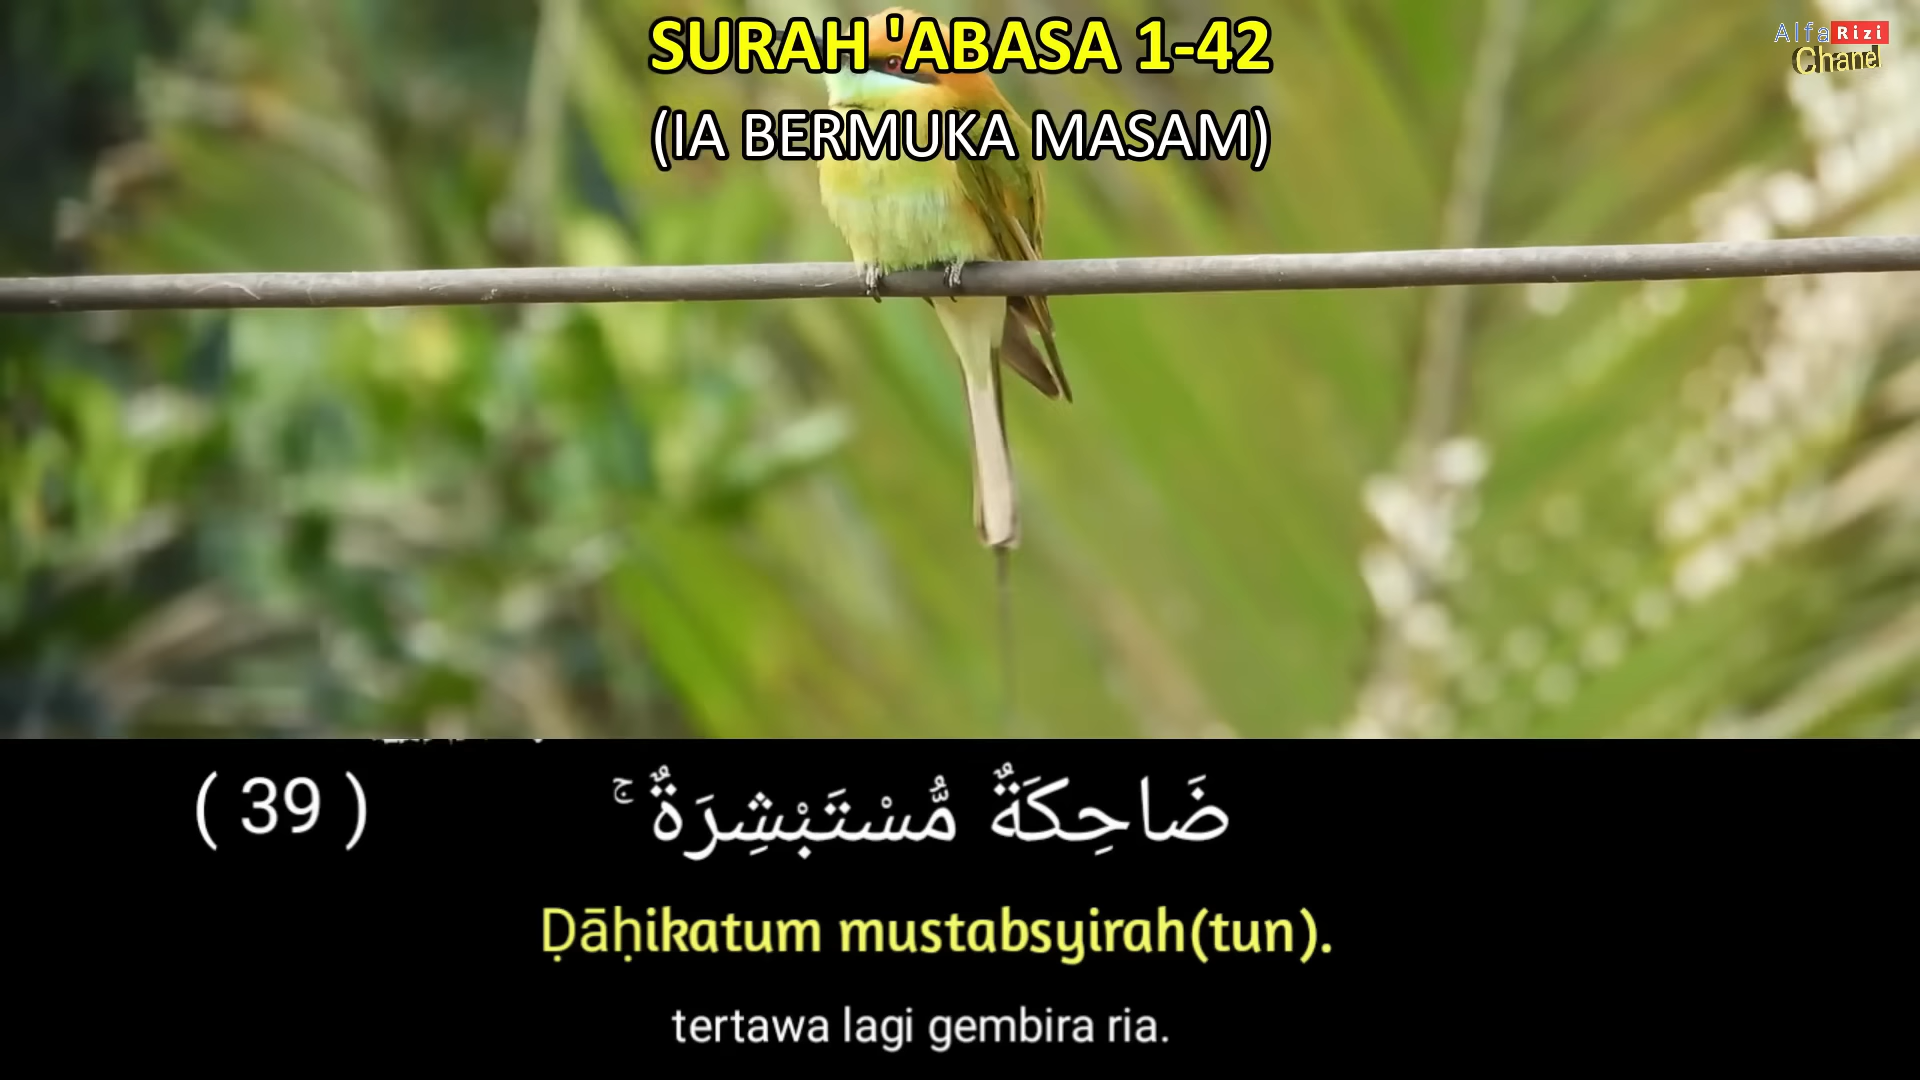 SURAH 'ABASA 1-42
(IA BERMUKA MASAM)
Alfa Rizi
Chanel
( 39 ) ضَاحِكَةٌ مُّسْتَبْشِرَةٌ ۚ
Ḍāḥikatum mustabsyirah(tun).
tertawa lagi gembira ria.